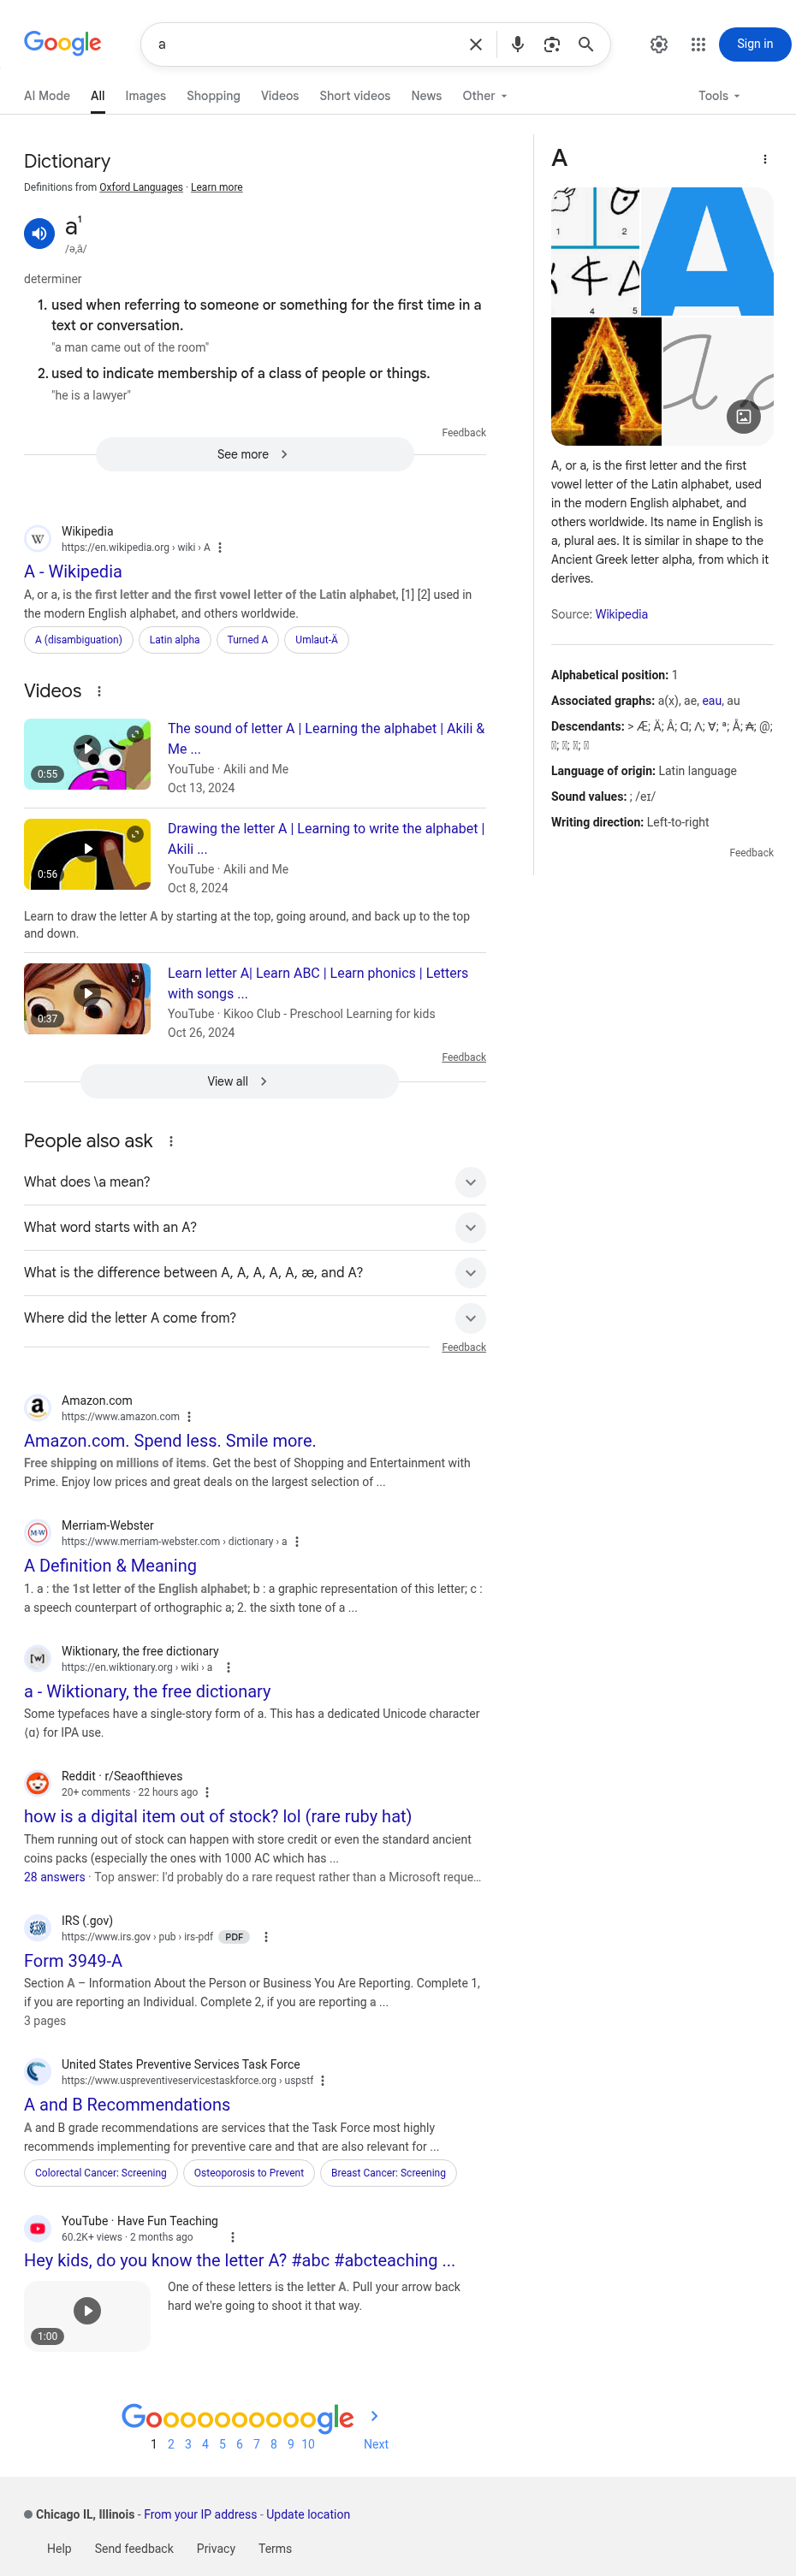 Google
a
Sign in
AI Mode
All
Images
Shopping
Videos
Short videos
News
Other
Tools
Dictionary
Definitions from Oxford Languages · Learn more
a¹
/ə,ā/
determiner
1. used when referring to someone or something for the first time in a
text or conversation.
"a man came out of the room"
2. used to indicate membership of a class of people or things.
"he is a lawyer"
Feedback
See more
Wikipedia
https://en.wikipedia.org › wiki › A
A - Wikipedia
A, or a, is the first letter and the first vowel letter of the Latin alphabet, [1] [2] used in
the modern English alphabet, and others worldwide.
A (disambiguation)
Latin alpha
Turned A
Umlaut-Ä
Videos
0:55
The sound of letter A | Learning the alphabet | Akili &
Me ...
YouTube · Akili and Me
Oct 13, 2024
0:56
Drawing the letter A | Learning to write the alphabet |
Akili ...
YouTube · Akili and Me
Oct 8, 2024
Learn to draw the letter A by starting at the top, going around, and back up to the top
and down.
0:37
Learn letter A| Learn ABC | Learn phonics | Letters
with songs ...
YouTube · Kikoo Club - Preschool Learning for kids
Oct 26, 2024
Feedback
View all
People also ask
What does \a mean?
What word starts with an A?
What is the difference between A, A, A, A, A, æ, and A?
Where did the letter A come from?
Feedback
Amazon.com
https://www.amazon.com
Amazon.com. Spend less. Smile more.
Free shipping on millions of items. Get the best of Shopping and Entertainment with
Prime. Enjoy low prices and great deals on the largest selection of ...
Merriam-Webster
https://www.merriam-webster.com › dictionary › a
A Definition & Meaning
1. a : the 1st letter of the English alphabet; b : a graphic representation of this letter; c :
a speech counterpart of orthographic a; 2. the sixth tone of a ...
Wiktionary, the free dictionary
https://en.wiktionary.org › wiki › a
a - Wiktionary, the free dictionary
Some typefaces have a single-story form of a. This has a dedicated Unicode character
⟨ɑ⟩ for IPA use.
Reddit · r/Seaofthieves
20+ comments · 22 hours ago
how is a digital item out of stock? lol (rare ruby hat)
Them running out of stock can happen with store credit or even the standard ancient
coins packs (especially the ones with 1000 AC which has ...
28 answers · Top answer: I'd probably do a rare request rather than a Microsoft reque...
IRS (.gov)
https://www.irs.gov › pub › irs-pdf PDF
Form 3949-A
Section A – Information About the Person or Business You Are Reporting. Complete 1,
if you are reporting an Individual. Complete 2, if you are reporting a ...
3 pages
United States Preventive Services Task Force
https://www.uspreventiveservicestaskforce.org › uspstf
A and B Recommendations
A and B grade recommendations are services that the Task Force most highly
recommends implementing for preventive care and that are also relevant for ...
Colorectal Cancer: Screening
Osteoporosis to Prevent
Breast Cancer: Screening
YouTube · Have Fun Teaching
60.2K+ views · 2 months ago
Hey kids, do you know the letter A? #abc #abcteaching ...
1:00
One of these letters is the letter A. Pull your arrow back
hard we're going to shoot it that way.
A
1 2
4 5
A
A
a
A, or a, is the first letter and the first
vowel letter of the Latin alphabet, used
in the modern English alphabet, and
others worldwide. Its name in English is
a, plural aes. It is similar in shape to the
Ancient Greek letter alpha, from which it
derives.
Source: Wikipedia
Alphabetical position: 1
Associated graphs: a(x), ae, eau, au
Descendants: > Æ; Ä; Â; Ɑ; Λ; Ɐ; ª; Å; ₳; @;
Language of origin: Latin language
Sound values: ; /eɪ/
Writing direction: Left-to-right
Feedback
Goooooooooogle
1 2 3 4 5 6 7 8 9 10 Next
Chicago IL, Illinois - From your IP address - Update location
Help
Send feedback
Privacy
Terms